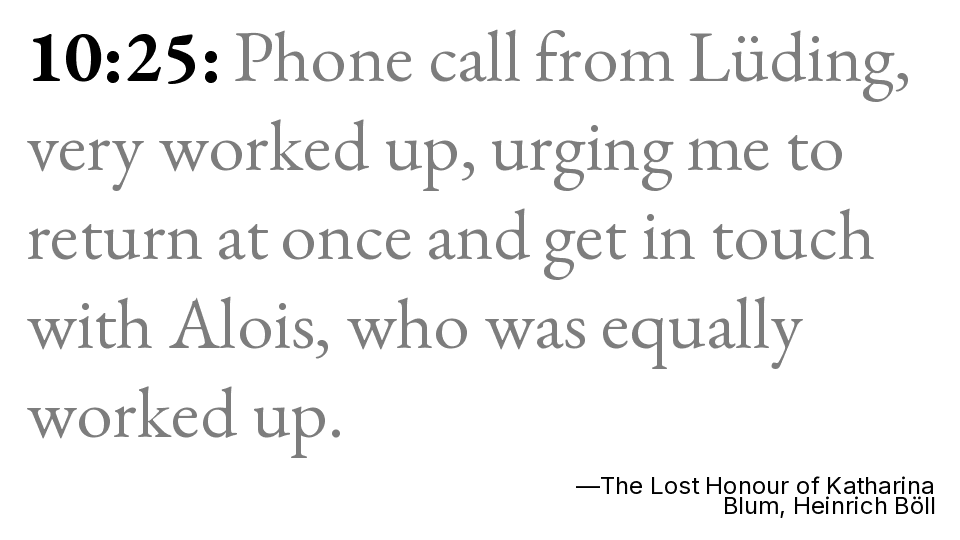 10:25: Phone call from Lüding,
very worked up, urging me to
return at once and get in touch
with Alois, who was equally
worked up.
—The Lost Honour of Katharina
Blum, Heinrich Böll